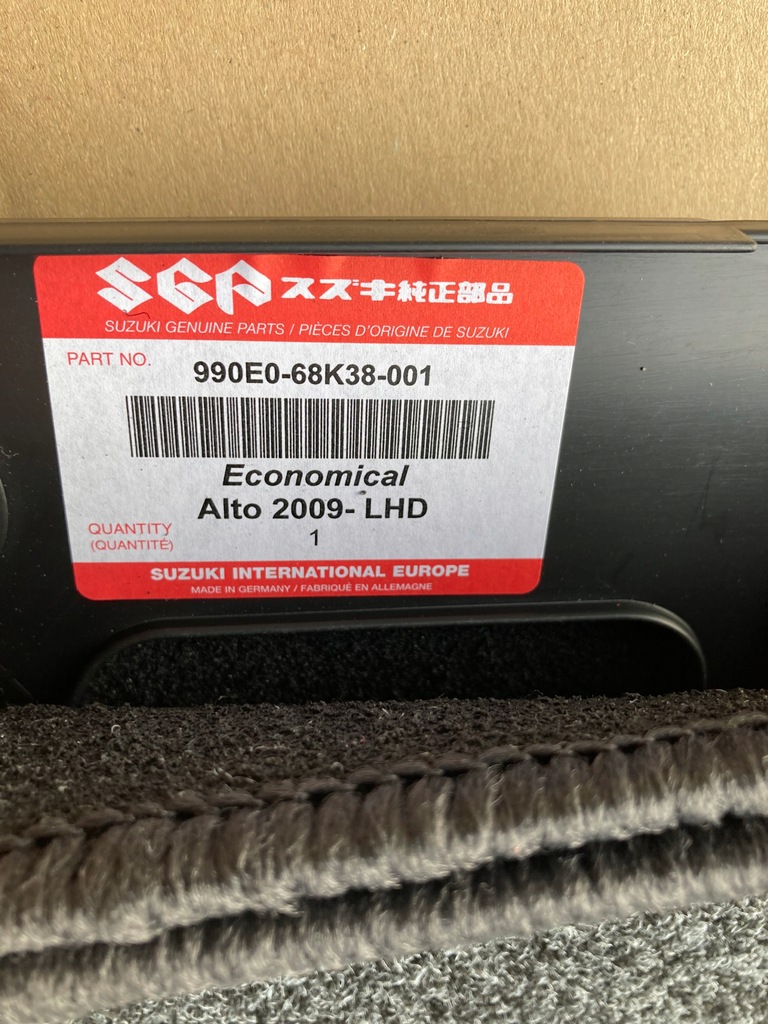 SGP スズキ純正部品
SUZUKI GENUINE PARTS / PIÈCES D'ORIGINE DE SUZUKI
PART NO.
990E0-68K38-001
Economical
Alto 2009- LHD
QUANTITY
(QUANTITÉ)
1
SUZUKI INTERNATIONAL EUROPE
MADE IN GERMANY / FABRIQUÉ EN ALLEMAGNE